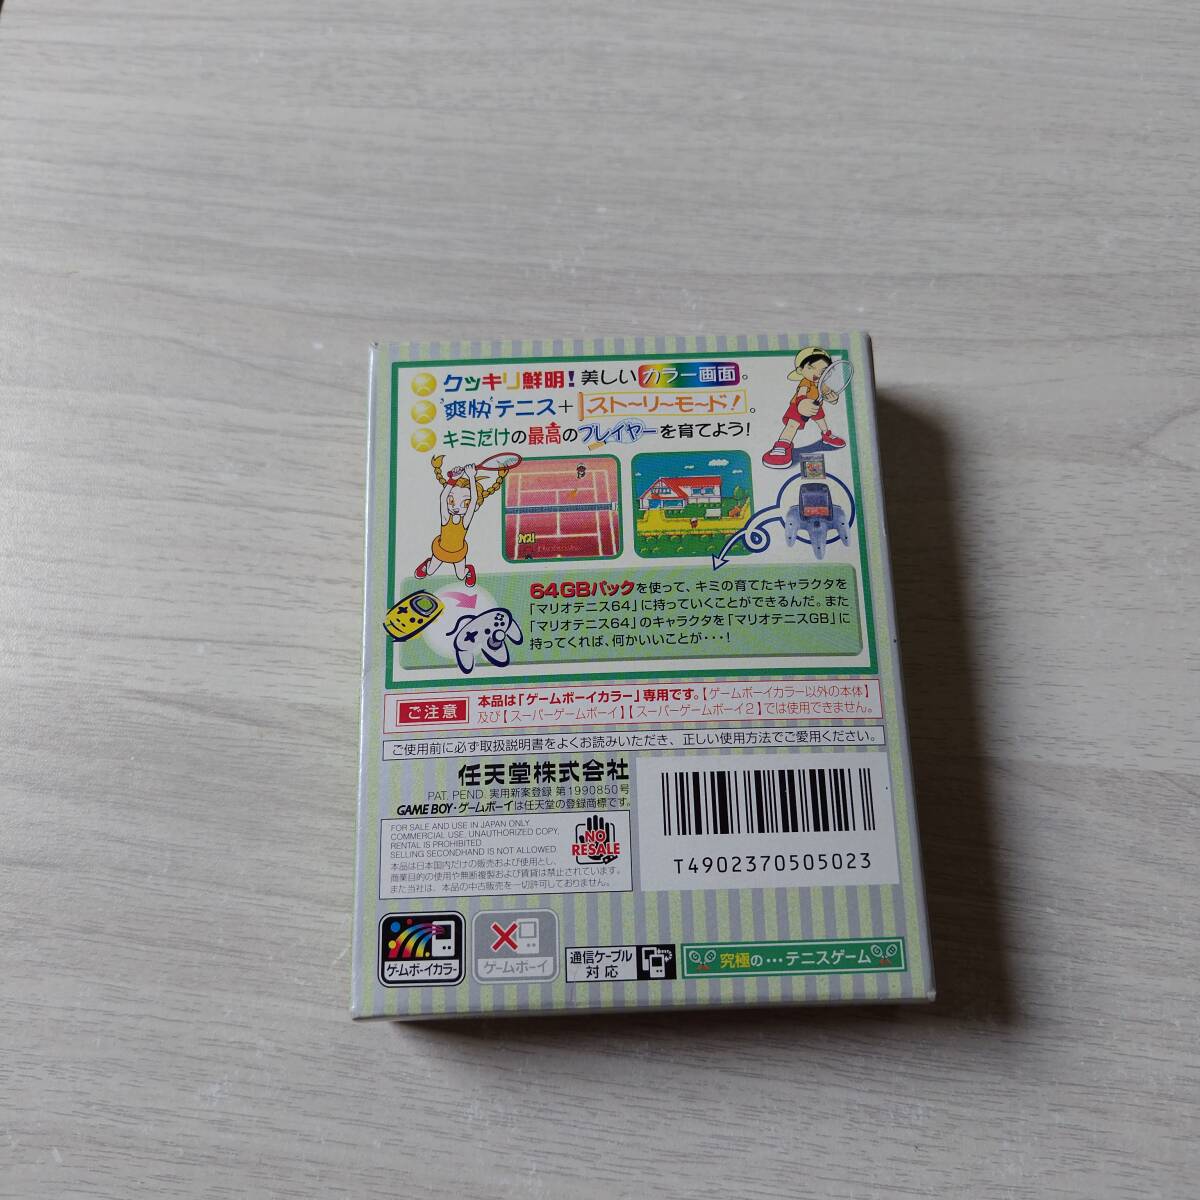 クッキリ鮮明!美しいカラー画面。
爽快テニス+ストーリーモード!。
キミだけの最高のプレイヤーを育てよう!
64GBパックを使って、キミの育てたキャラクタを
「マリオテニス64」に持っていくことができるんだ。また
「マリオテニス64」のキャラクタを「マリオテニスGB」に
持ってくれば、何かいいことが・・・!
ご注意
本品は「ゲームボーイカラー」専用です。【ゲームボーイカラー以外の本体】
及び【スーパーゲームボーイ】【スーパーゲームボーイ2】では使用できません。
ご使用前に必ず取扱説明書をよくお読みいただき、正しい使用方法でご愛用ください。
任天堂株式会社
PAT. PEND. 実用新案登録 第1990850号
GAME BOY・ゲームボーイは任天堂の登録商標です。
FOR SALE AND USE IN JAPAN ONLY.
COMMERCIAL USE, UNAUTHORIZED COPY,
RENTAL IS PROHIBITED
SELLING SECONDHAND IS NOT ALLOWED.
本品は日本国内だけの販売および使用とし、
商業目的の使用や無断複製および賃貸は禁止されています。
また当社は、本品の中古販売を一切許可しておりません。
NO
RESALE
T4902370505023
ゲームボーイカラー
ゲームボーイ
通信ケーブル
対応
究極の・・・テニスゲーム